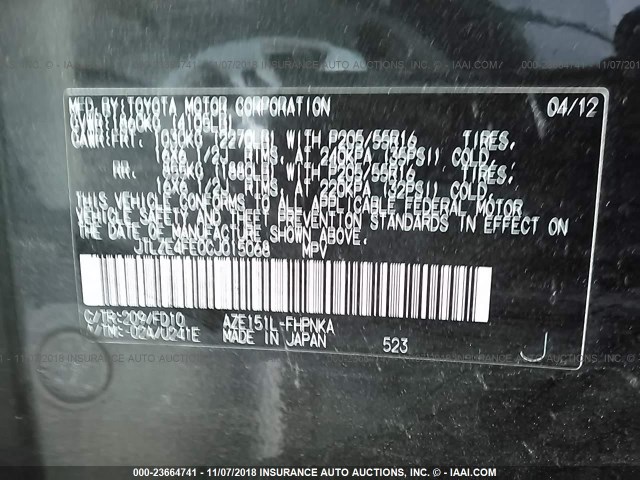 MFD.BY:TOYOTA MOTOR CORPORATION 04/12
GVWR:1860KG (4105LB)
GAWR:FRT. 1030KG (2270LB) WITH P205/55R16 TIRES,
16X6 1/2J RIMS, AT 240KPA (35PSI) COLD.
RR. 855KG (1880LB) WITH P205/55R16 TIRES,
16X6 1/2J RIMS, AT 220KPA (32PSI) COLD.
THIS VEHICLE CONFORMS TO ALL APPLICABLE FEDERAL MOTOR
VEHICLE SAFETY AND THEFT PREVENTION STANDARDS IN EFFECT ON
THE DATE OF MANUFACTURE SHOWN ABOVE.
JTLZE4FE0CJ015068 MPV
C/TR:209/FD10 AZE151L-FHPNKA
A/TM:-02A/U241E MADE IN JAPAN 523 J
000-23664741 - 11/07/2018 INSURANCE AUTO AUCTIONS, INC. - © - IAAI.COM